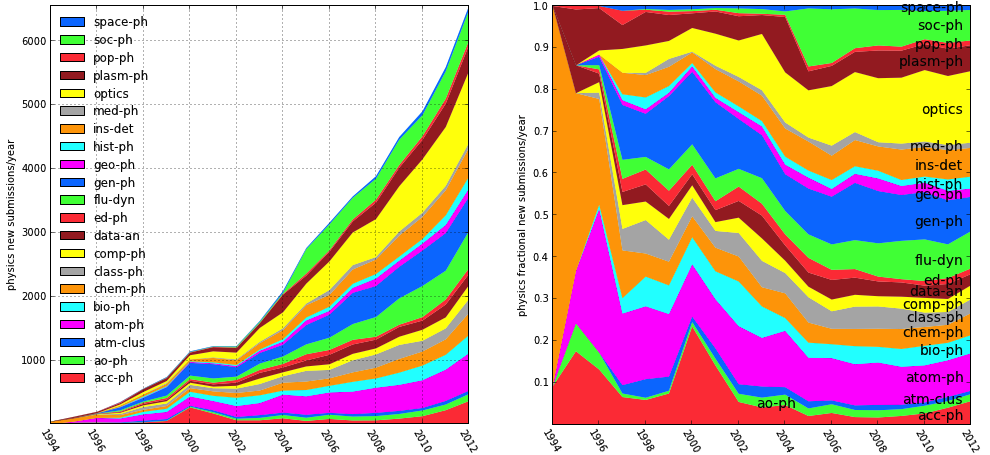 physics new submissions/year
6000
5000
4000
3000
2000
1000
space-ph
soc-ph
pop-ph
plasm-ph
optics
med-ph
ins-det
hist-ph
geo-ph
gen-ph
flu-dyn
ed-ph
data-an
comp-ph
class-ph
chem-ph
bio-ph
atom-ph
atm-clus
ao-ph
acc-ph
1994
1996
1998
2000
2002
2004
2006
2008
2010
2012
physics fractional new submissions/year
1.0
0.9
0.8
0.7
0.6
0.5
0.4
0.3
0.2
0.1
space-ph
soc-ph
pop-ph
plasm-ph
optics
med-ph
ins-det
hist-ph
geo-ph
gen-ph
flu-dyn
ed-ph
data-an
comp-ph
class-ph
chem-ph
bio-ph
atom-ph
atm-clus
ao-ph
acc-ph
1994
1996
1998
2000
2002
2004
2006
2008
2010
2012